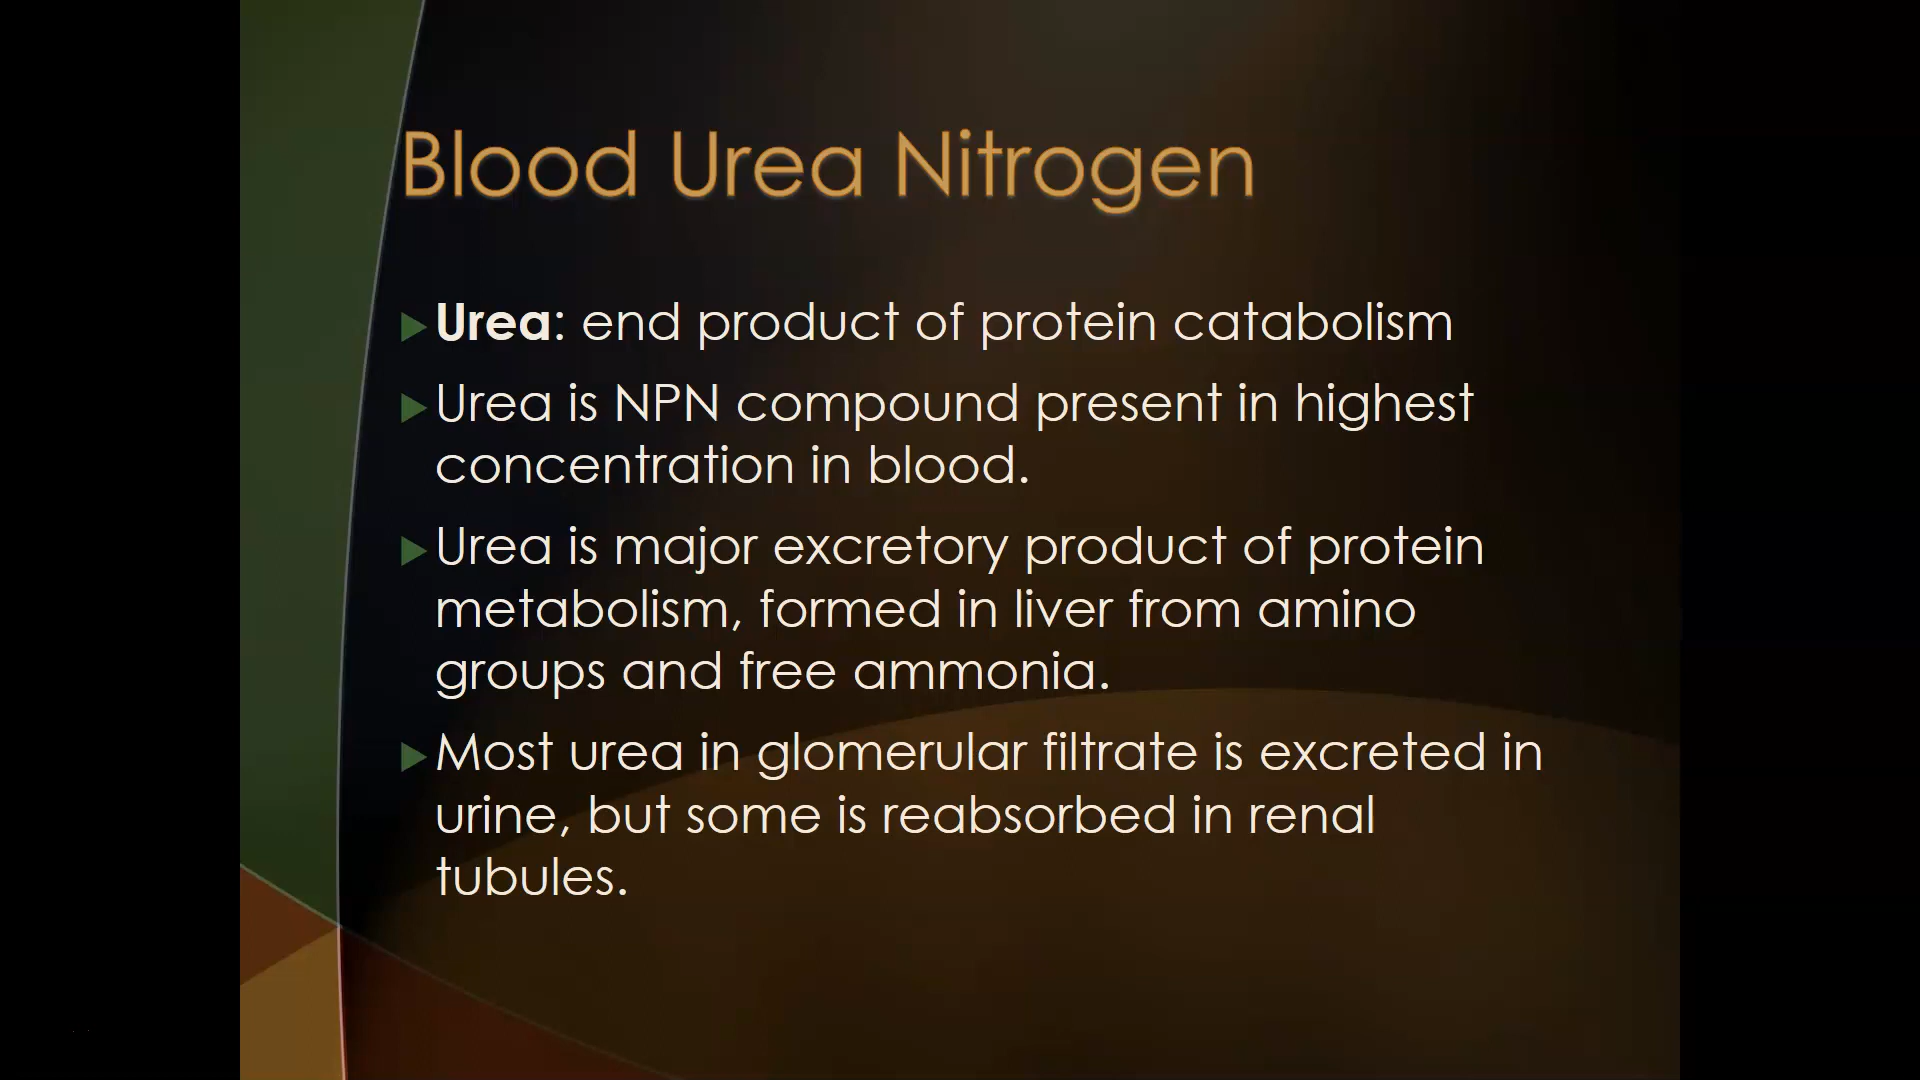 Blood Urea Nitrogen
Urea: end product of protein catabolism
Urea is NPN compound present in highest
concentration in blood.
Urea is major excretory product of protein
metabolism, formed in liver from amino
groups and free ammonia.
Most urea in glomerular filtrate is excreted in
urine, but some is reabsorbed in renal
tubules.